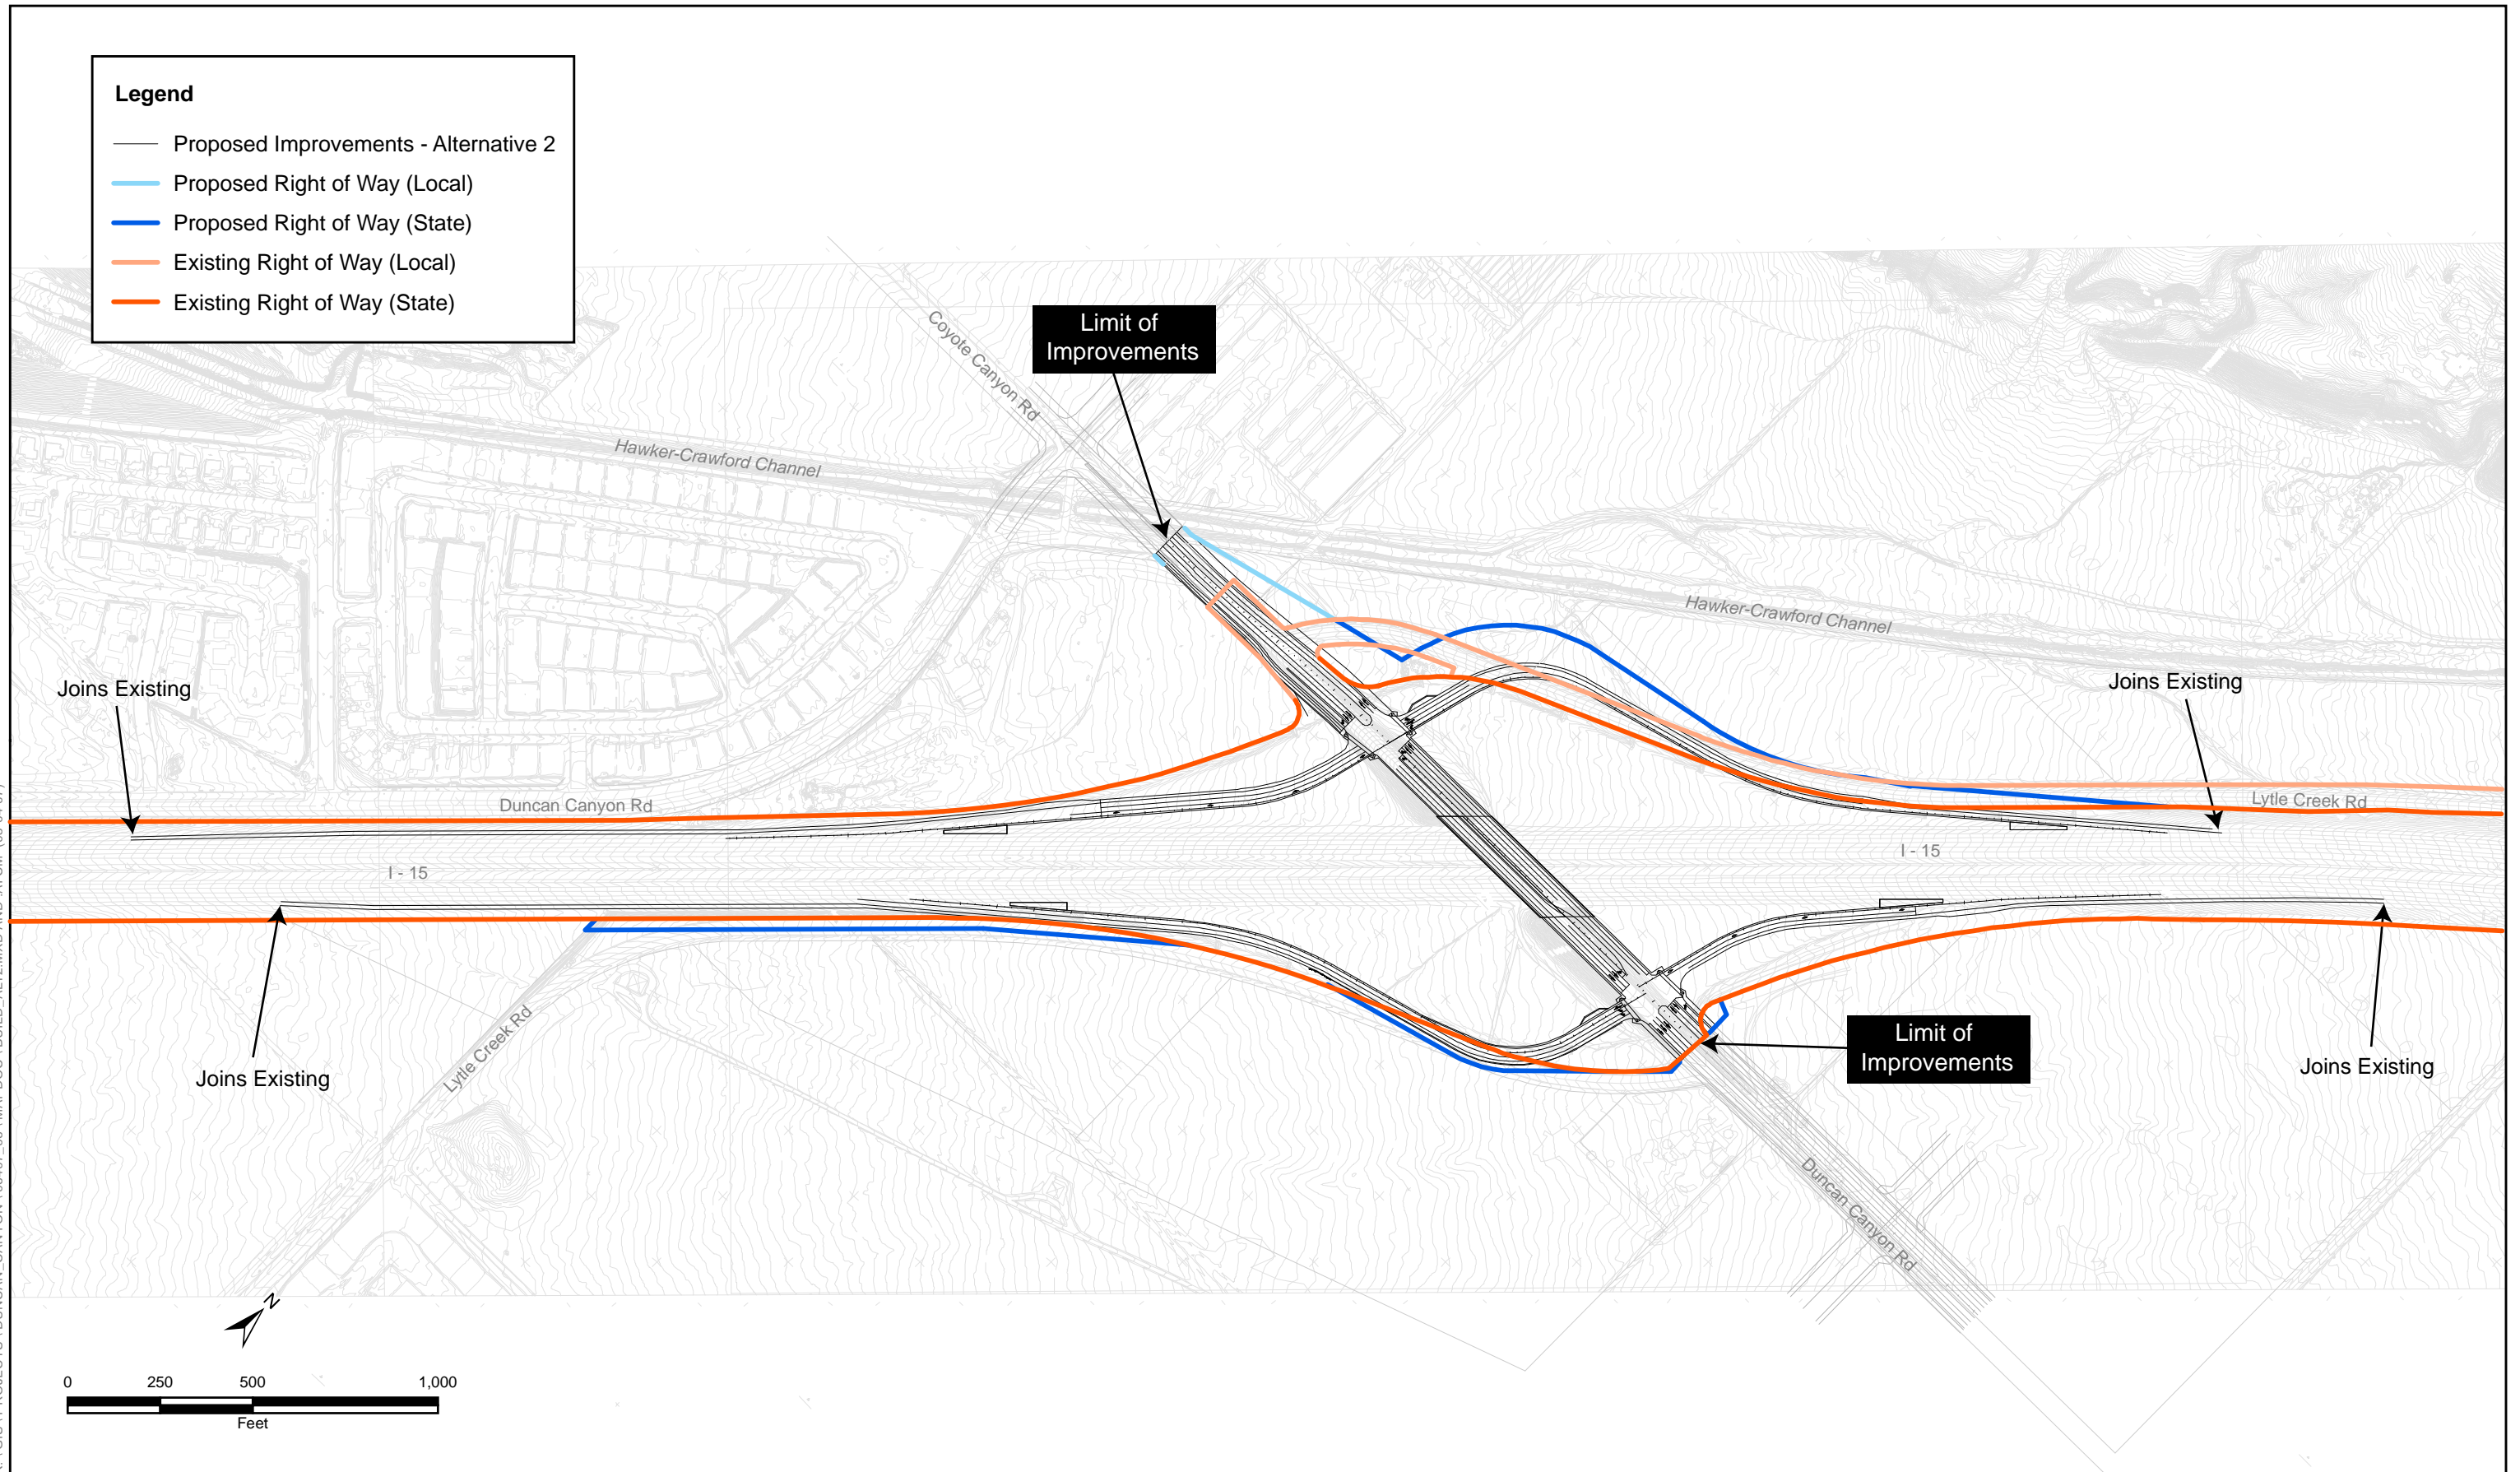 Legend
Proposed Improvements - Alternative 2
Proposed Right of Way (Local)
Proposed Right of Way (State)
Existing Right of Way (Local)
Existing Right of Way (State)
Limit of
Improvements
Coyote Canyon Rd
Hawker-Crawford Channel
Hawker-Crawford Channel
Joins Existing
Joins Existing
Duncan Canyon Rd
Lytle Creek Rd
I - 15
I - 15
Lytle Creek Rd
Limit of
Improvements
Joins Existing
Joins Existing
Duncan Canyon Rd
N
0 250 500 1,000
Feet